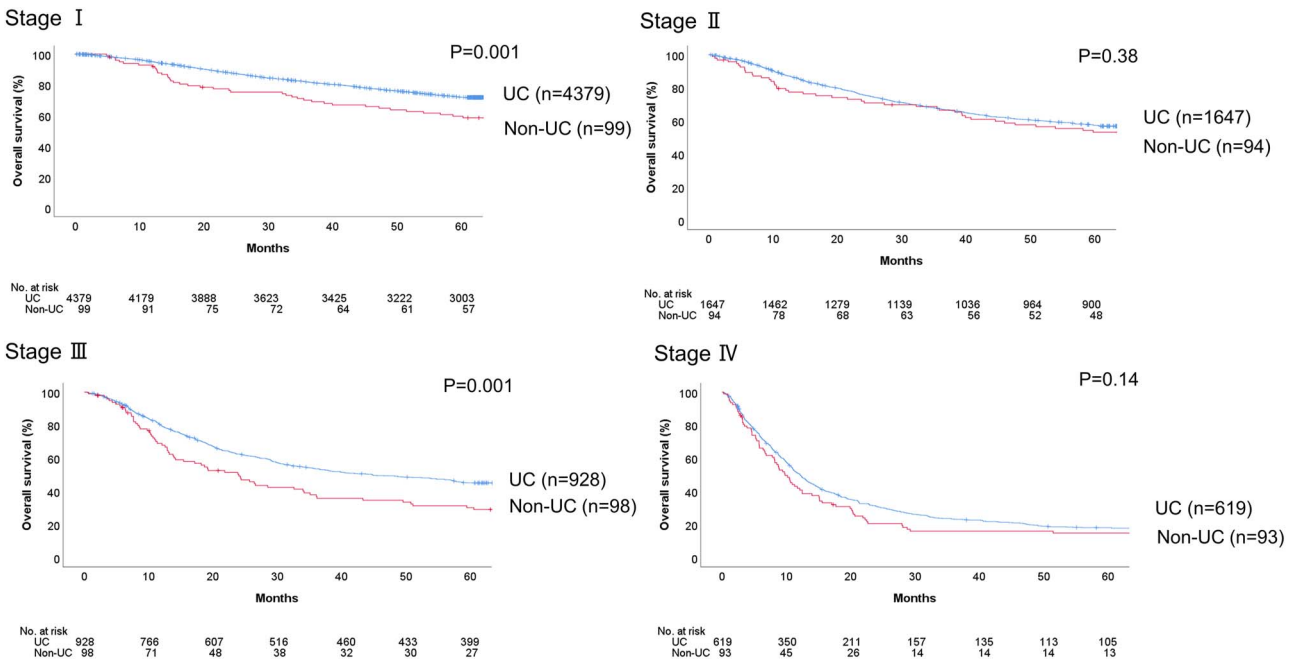 Stage Ⅰ
P=0.001
Overall survival (%)
100
80
60
40
20
0
UC (n=4379)
Non-UC (n=99)
0 10 20 30 40 50 60
Months
No. at risk
UC 4379 4179 3888 3623 3425 3222 3003
Non-UC 99 91 75 72 64 61 57
Stage Ⅱ
P=0.38
Overall survival (%)
100
80
60
40
20
0
UC (n=1647)
Non-UC (n=94)
0 10 20 30 40 50 60
Months
No. at risk
UC 1647 1462 1279 1139 1036 964 900
Non-UC 94 78 68 63 56 52 48
Stage Ⅲ
P=0.001
Overall survival (%)
100
80
60
40
20
0
UC (n=928)
Non-UC (n=98)
0 10 20 30 40 50 60
Months
No. at risk
UC 928 766 607 516 460 433 399
Non-UC 98 71 48 38 32 30 27
Stage Ⅳ
P=0.14
Overall survival (%)
100
80
60
40
20
0
UC (n=619)
Non-UC (n=93)
0 10 20 30 40 50 60
Months
No. at risk
UC 619 350 211 157 135 113 105
Non-UC 93 45 26 14 14 14 13